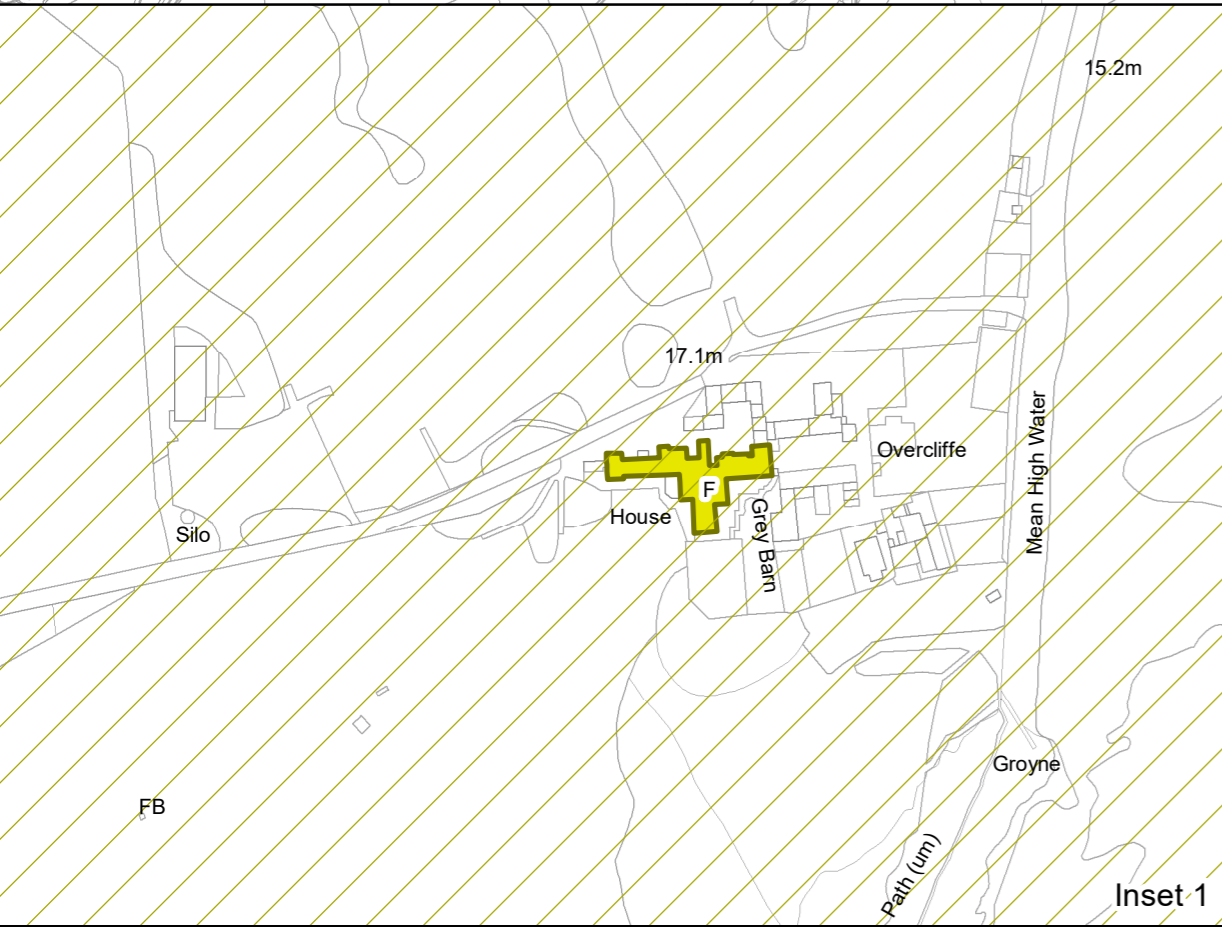 15.2m
17.1m
Mean High Water
Overcliffe
F
House
Grey Barn
Silo
Groyne
FB
Path (um)
Inset 1